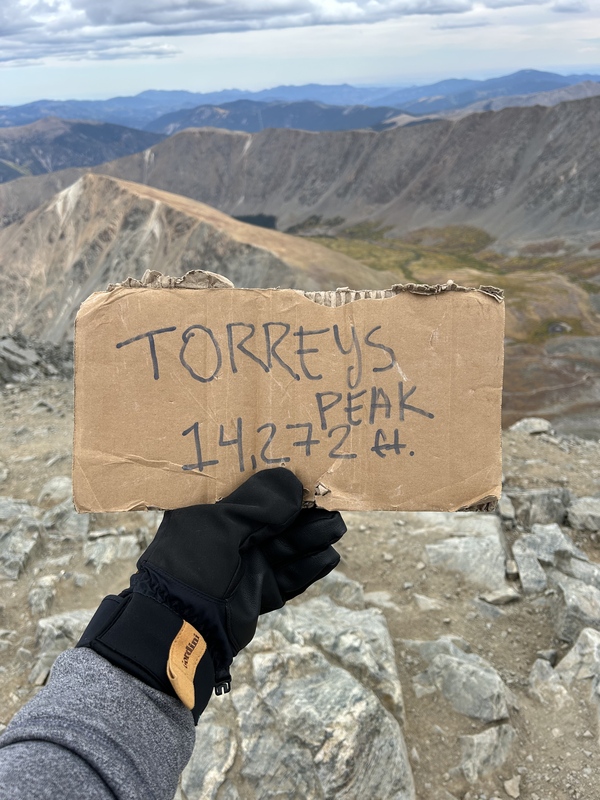 TORREYS
PEAK
14,272 ft.